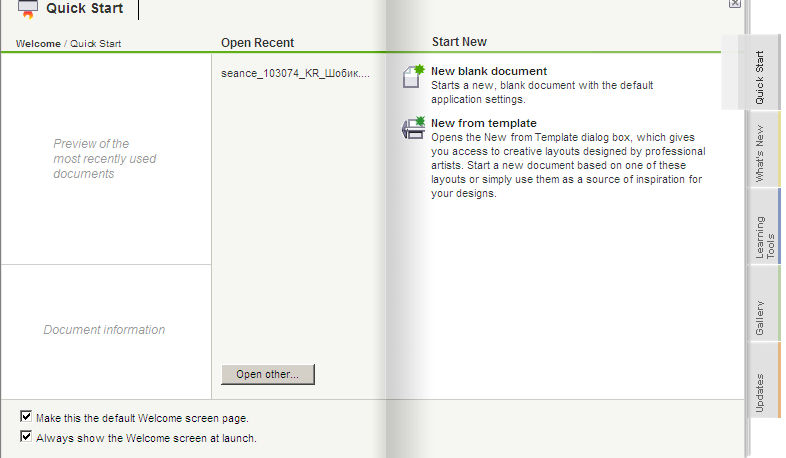 Quick Start
Welcome / Quick Start
Open Recent
Start New
Preview of the
most recently used
documents
Document information
seance_103074_KR_Шобик....
Open other...
New blank document
Starts a new, blank document with the default
application settings.
New from template
Opens the New from Template dialog box, which gives
you access to creative layouts designed by professional
artists. Start a new document based on one of these
layouts or simply use them as a source of inspiration for
your designs.
Quick Start
What's New
Learning
Tools
Gallery
Updates
Make this the default Welcome screen page.
Always show the Welcome screen at launch.